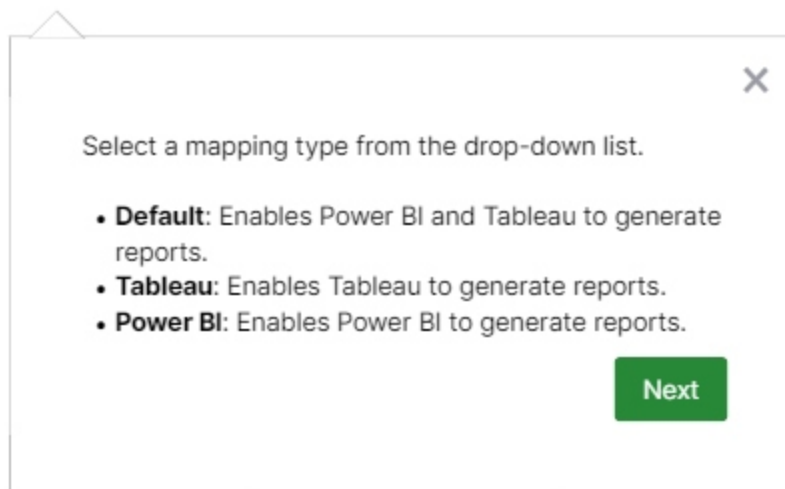 Select a mapping type from the drop-down list.
• Default: Enables Power BI and Tableau to generate
reports.
• Tableau: Enables Tableau to generate reports.
• Power BI: Enables Power BI to generate reports.
Next